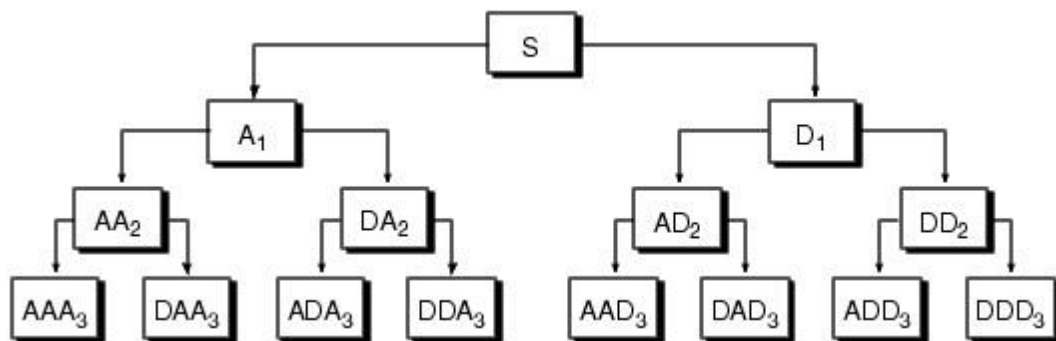 S
A₁ D₁
AA₂ DA₂ AD₂ DD₂
AAA₃ DAA₃ ADA₃ DDA₃ AAD₃ DAD₃ ADD₃ DDD₃